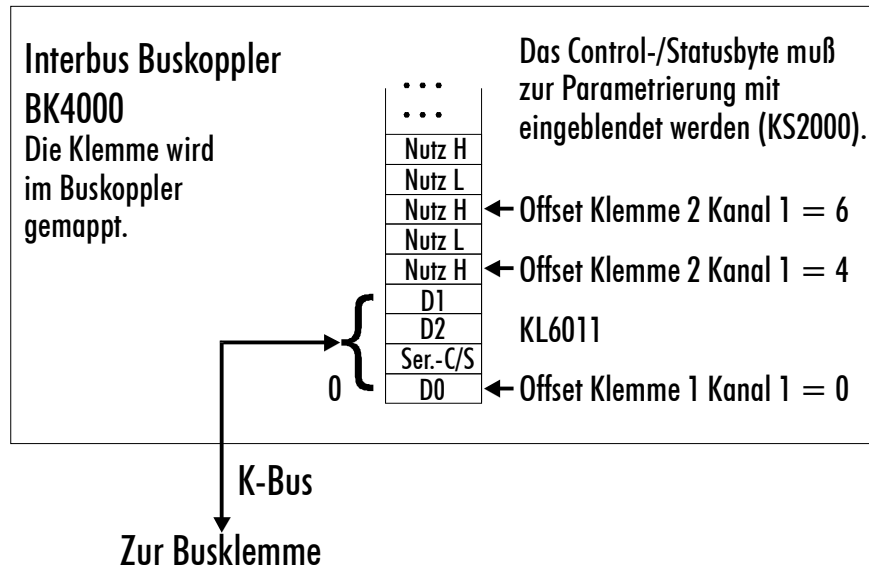 Interbus Buskoppler
BK4000
Die Klemme wird
im Buskoppler
gemappt.
Das Control-/Statusbyte muß
zur Parametrierung mit
eingeblendet werden (KS2000).
• • •
• • •
Nutz H
Nutz L
Nutz H
Offset Klemme 2 Kanal 1 = 6
Nutz L
Nutz H
Offset Klemme 2 Kanal 1 = 4
D1
D2
KL6011
Ser.-C/S
0
D0
Offset Klemme 1 Kanal 1 = 0
K-Bus
Zur Busklemme